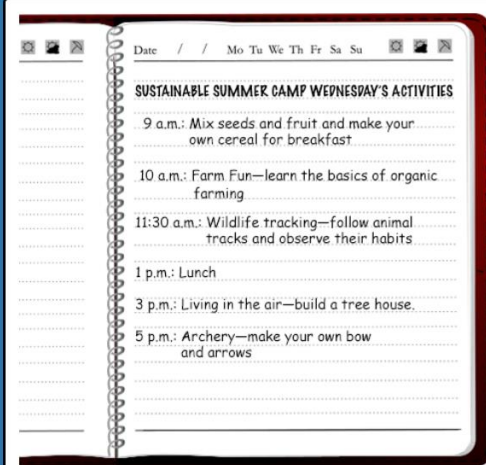 Date / / Mo Tu We Th Fr Sa Su
SUSTAINABLE SUMMER CAMP WEDNESDAY'S ACTIVITIES
9 a.m.: Mix seeds and fruit and make your
own cereal for breakfast
10 a.m.: Farm Fun—learn the basics of organic
farming
11:30 a.m.: Wildlife tracking—follow animal
tracks and observe their habits
1 p.m.: Lunch
3 p.m.: Living in the air—build a tree house.
5 p.m.: Archery—make your own bow
and arrows